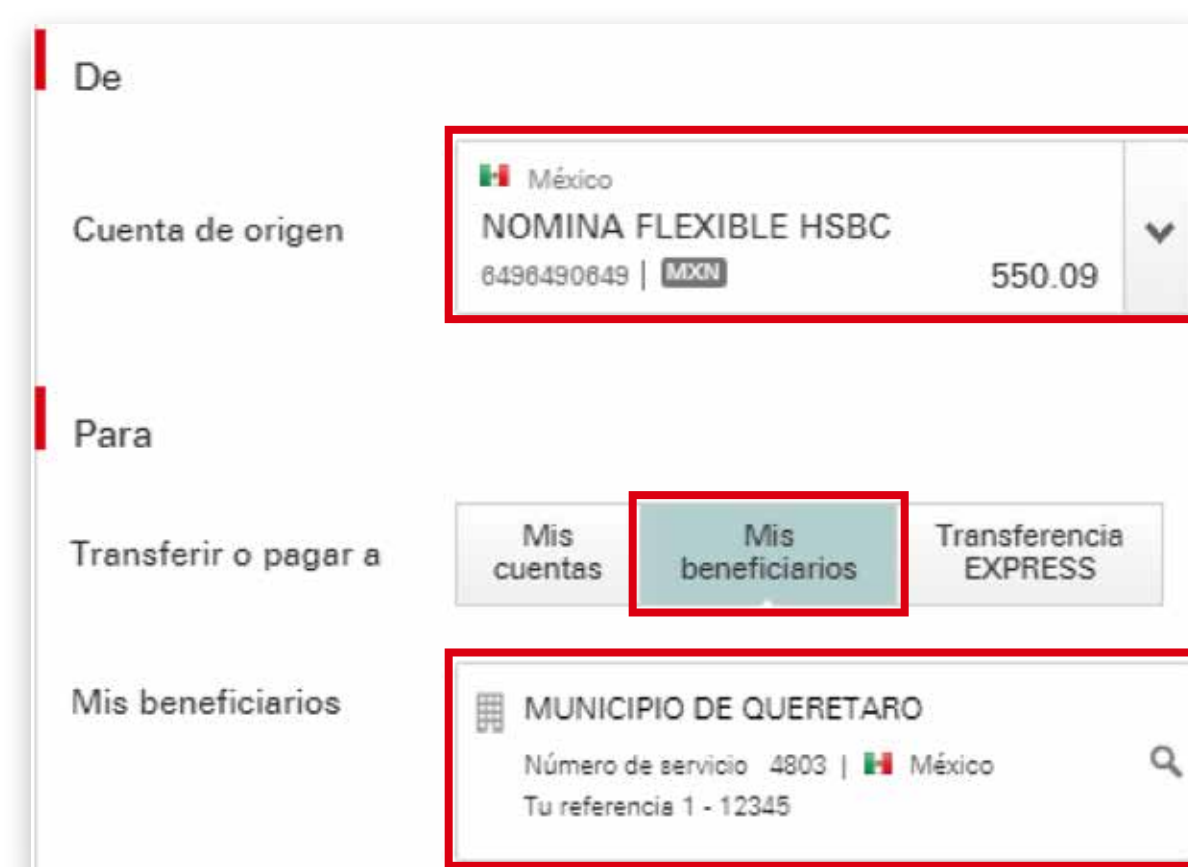 De
Cuenta de origen
México
NOMINA FLEXIBLE HSBC
6496490649 | MXN 550.09
Para
Transferir o pagar a
Mis cuentas
Mis beneficiarios
Transferencia EXPRESS
Mis beneficiarios
MUNICIPIO DE QUERETARO
Número de servicio 4803 | México
Tu referencia 1 - 12345